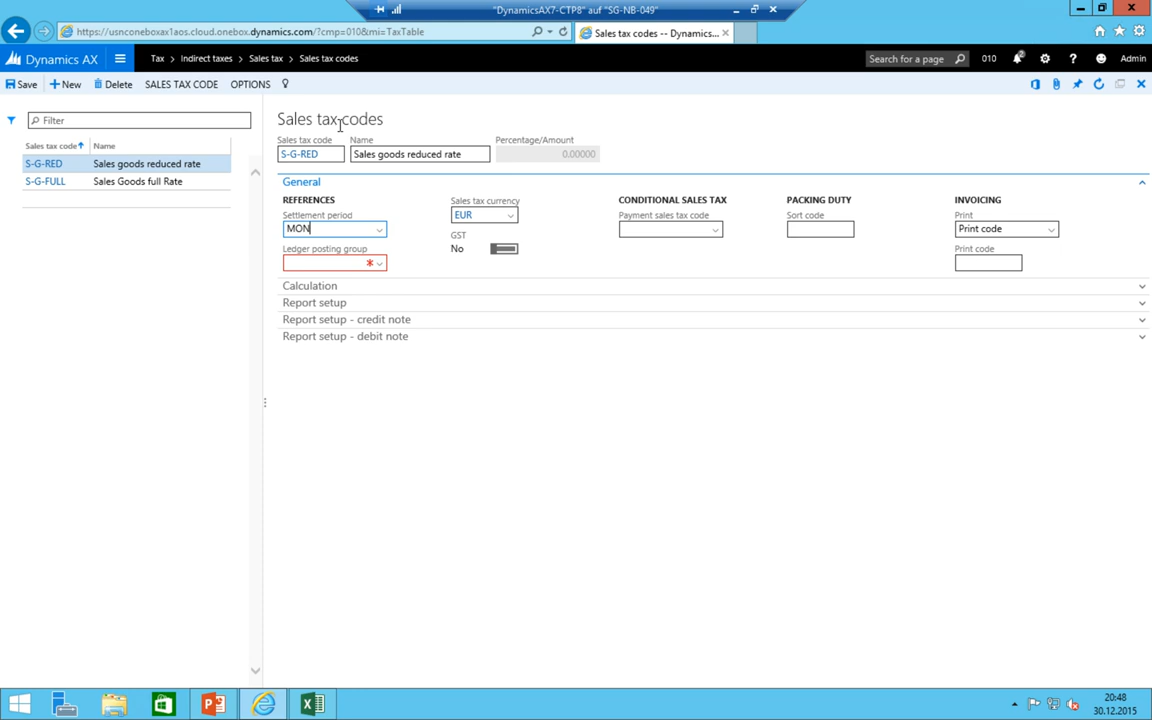 "DynamicsAX7-CTP8" auf "SG-NB-049"
https://usnconeboxax1aos.cloud.onebox.dynamics.com/?cmp=010&mi=TaxTable
Sales tax codes -- Dynamics...
Dynamics AX
Tax > Indirect taxes > Sales tax > Sales tax codes
Search for a page
010
Admin
Save
New
Delete
SALES TAX CODE
OPTIONS
Filter
Sales tax code
Name
S-G-RED
Sales goods reduced rate
S-G-FULL
Sales Goods full Rate
Sales tax codes
Sales tax code
Name
Percentage/Amount
S-G-RED
Sales goods reduced rate
0.00000
General
REFERENCES
Settlement period
MON
Ledger posting group
*
Sales tax currency
EUR
GST
No
CONDITIONAL SALES TAX
Payment sales tax code
PACKING DUTY
Sort code
INVOICING
Print
Print code
Print code
Calculation
Report setup
Report setup - credit note
Report setup - debit note
20:48
30.12.2015